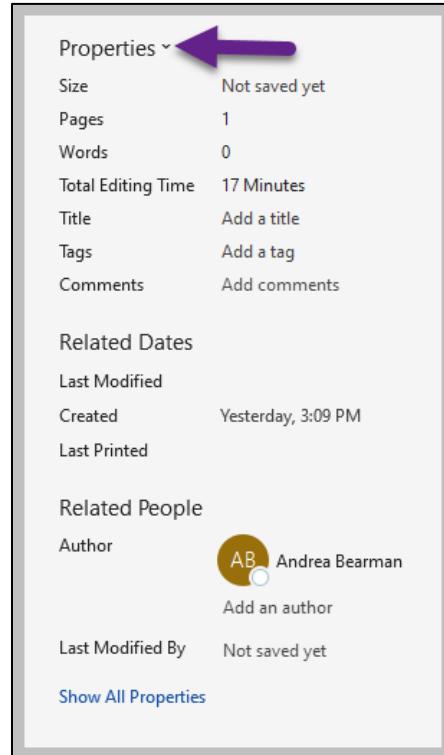 Properties
Size Not saved yet
Pages 1
Words 0
Total Editing Time 17 Minutes
Title Add a title
Tags Add a tag
Comments Add comments
Related Dates
Last Modified
Created Yesterday, 3:09 PM
Last Printed
Related People
Author
AB Andrea Bearman
Add an author
Last Modified By Not saved yet
Show All Properties